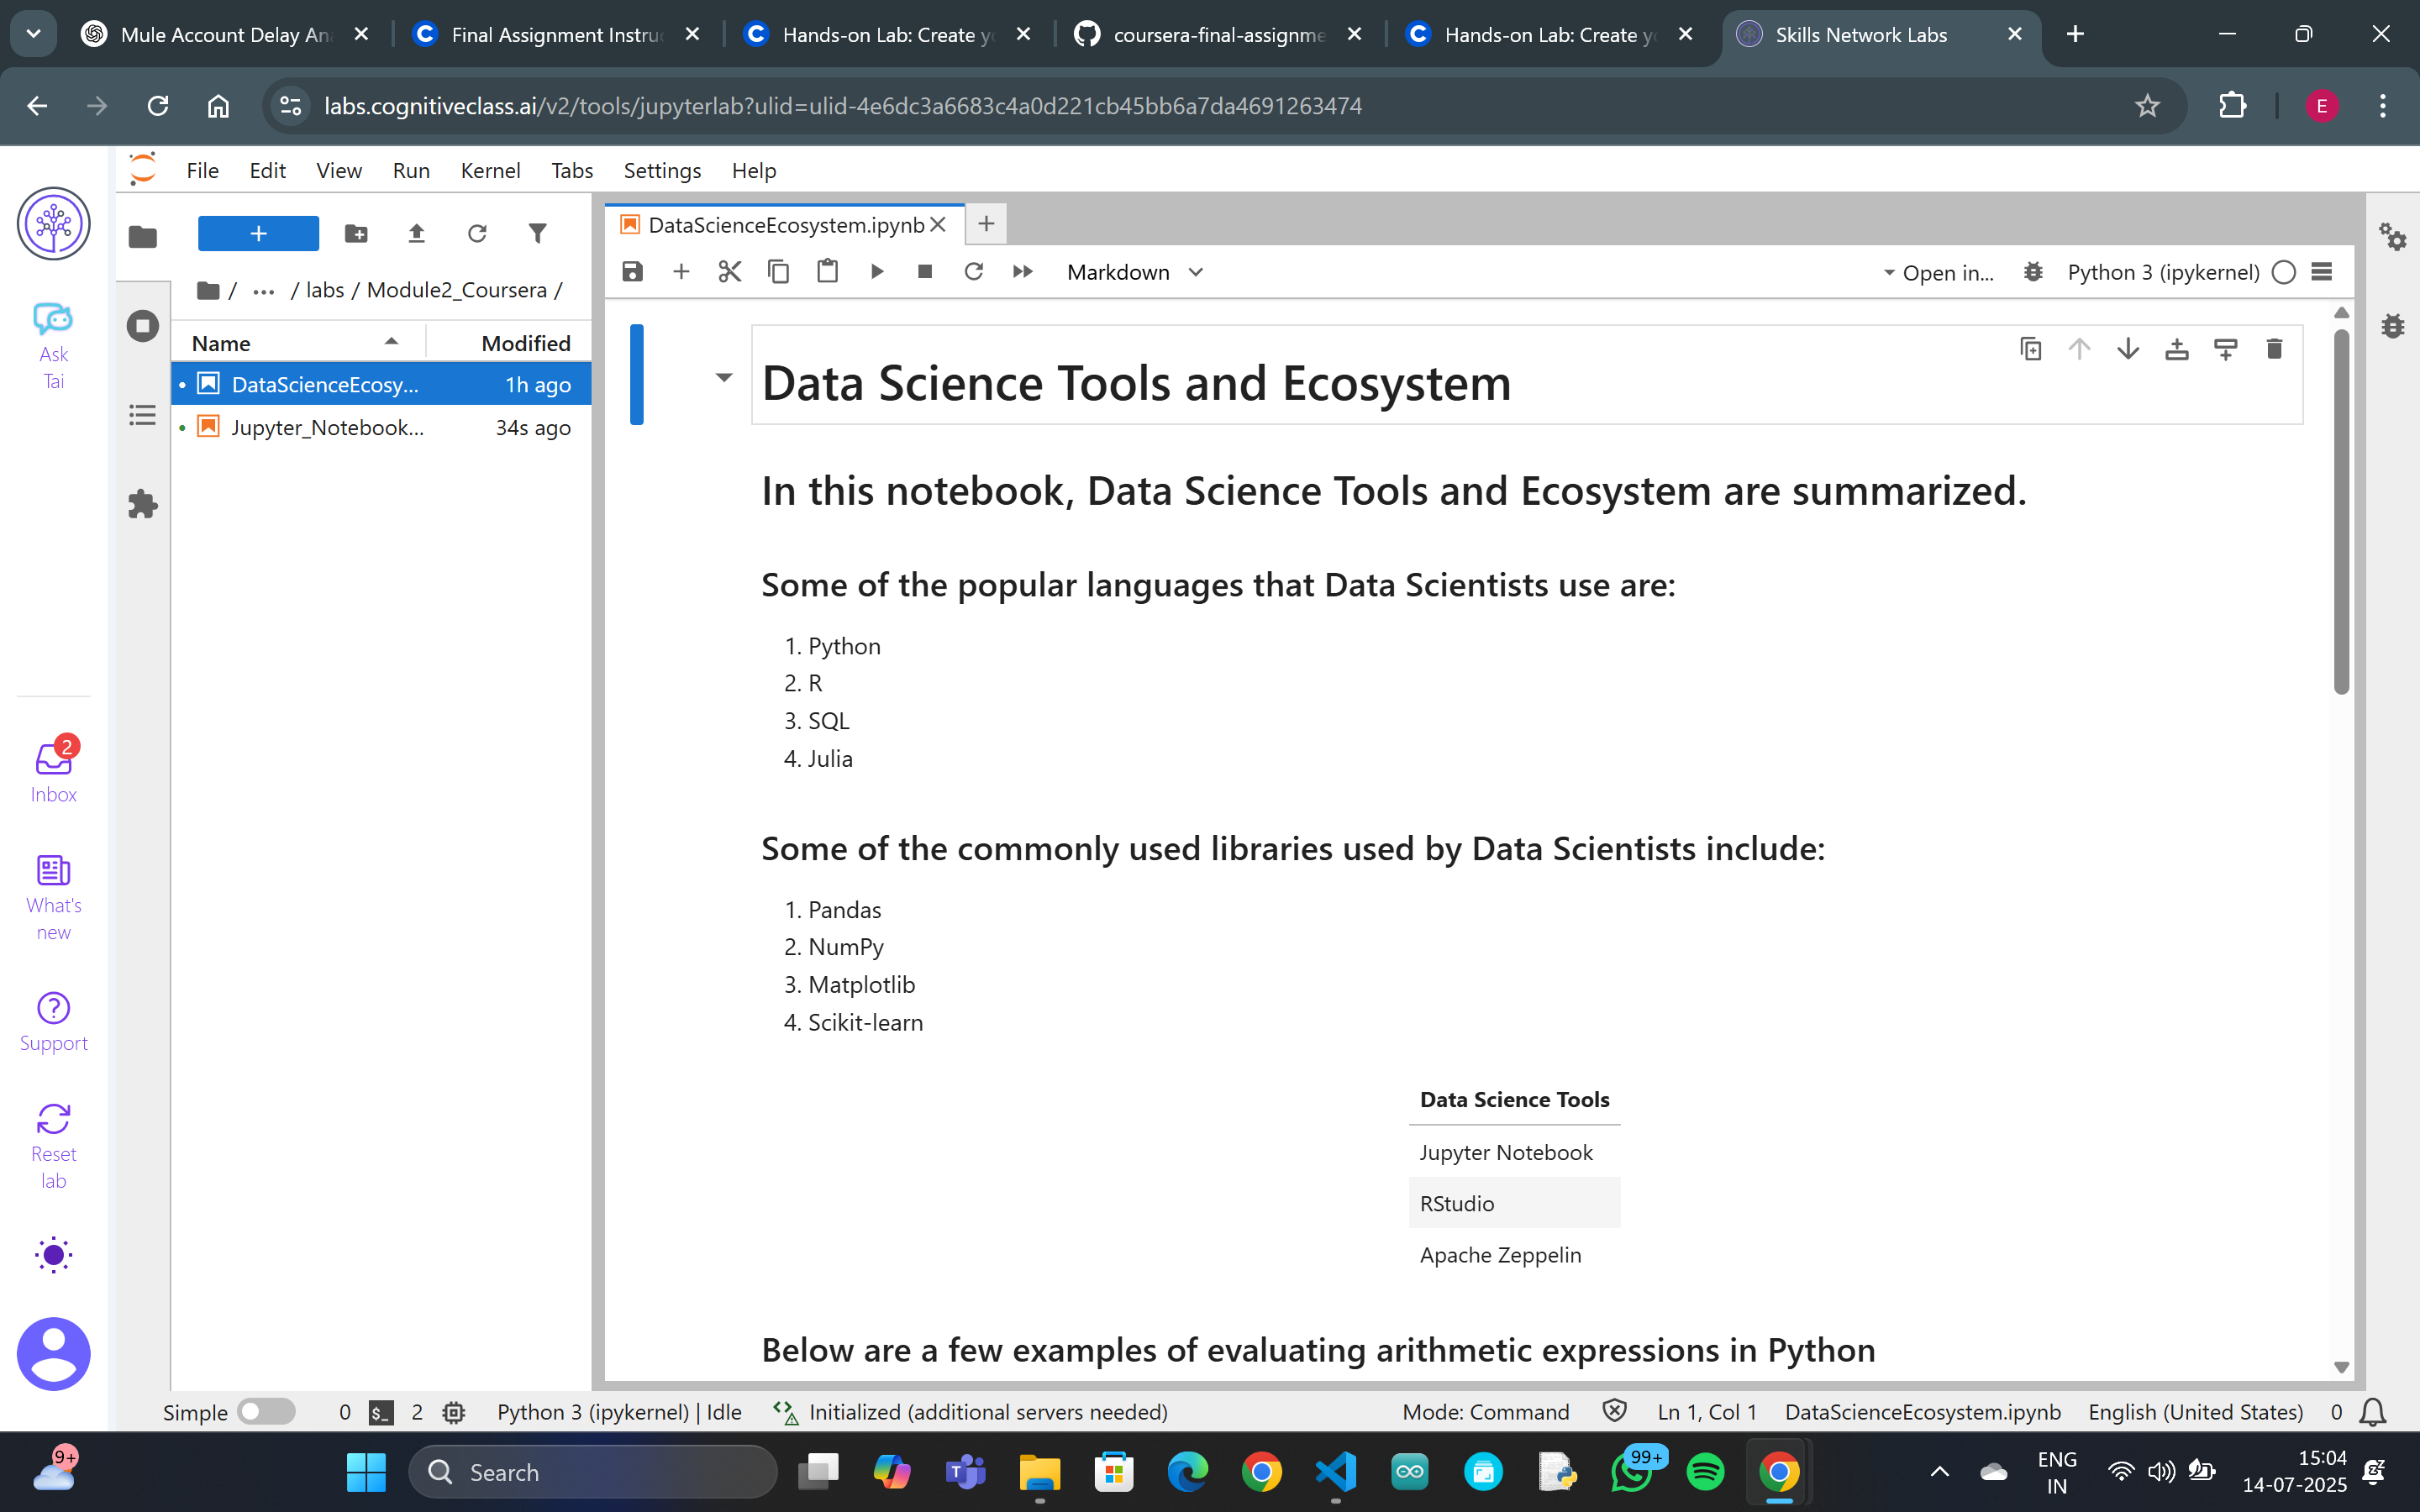 Mule Account Delay An
Final Assignment Instru
Hands-on Lab: Create y
coursera-final-assignme
Hands-on Lab: Create y
Skills Network Labs
labs.cognitiveclass.ai/v2/tools/jupyterlab?ulid=ulid-4e6dc3a6683c4a0d221cb45bb6a7da4691263474
E
File Edit View Run Kernel Tabs Settings Help
Ask
Tai
2
Inbox
What's
new
Support
Reset
lab
/ ... / labs / Module2_Coursera /
Name Modified
DataScienceEcosy... 1h ago
Jupyter_Notebook... 34s ago
DataScienceEcosystem.ipynb
Markdown
Open in...
Python 3 (ipykernel)
Data Science Tools and Ecosystem
In this notebook, Data Science Tools and Ecosystem are summarized.
Some of the popular languages that Data Scientists use are:
1. Python
2. R
3. SQL
4. Julia
Some of the commonly used libraries used by Data Scientists include:
1. Pandas
2. NumPy
3. Matplotlib
4. Scikit-learn
Data Science Tools
Jupyter Notebook
RStudio
Apache Zeppelin
Below are a few examples of evaluating arithmetic expressions in Python
Simple 0 $_ 2 Python 3 (ipykernel) | Idle Initialized (additional servers needed) Mode: Command Ln 1, Col 1 DataScienceEcosystem.ipynb English (United States) 0
9+
Search
99+
ENG
IN
15:04
14-07-2025